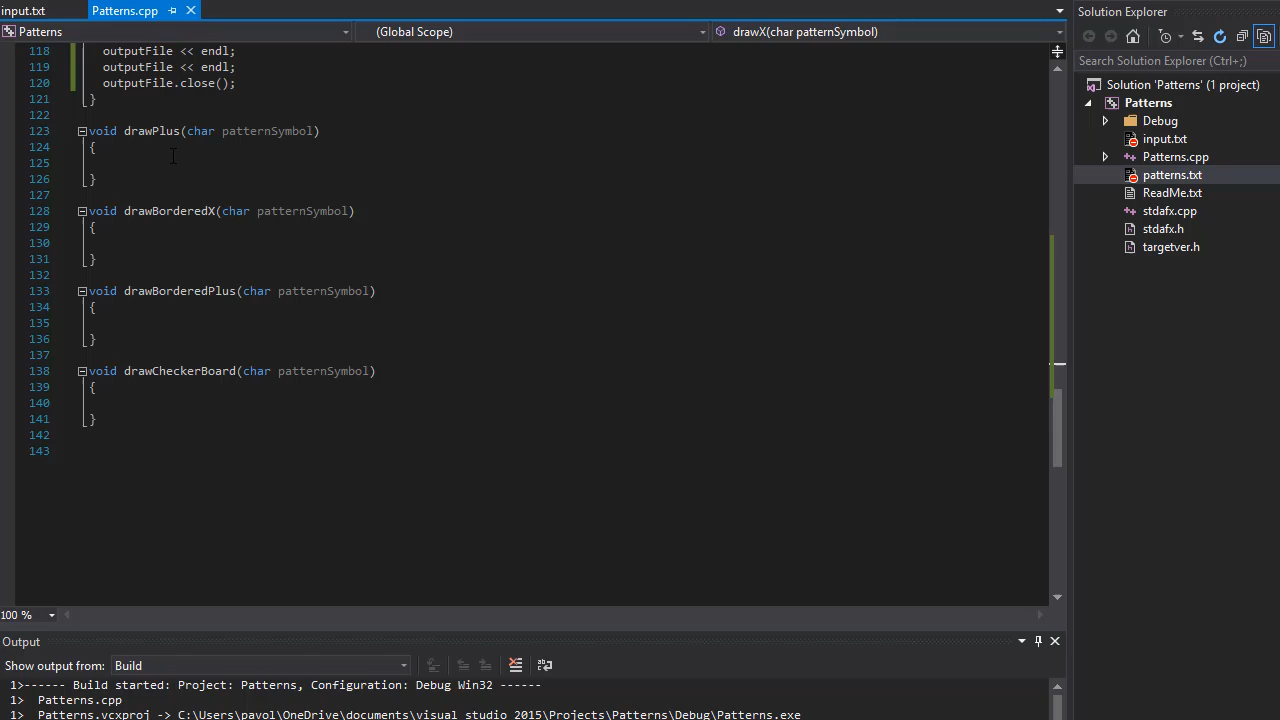 input.txt
Patterns.cpp
Patterns
(Global Scope)
drawX(char patternSymbol)
118 outputFile << endl;
119 outputFile << endl;
120 outputFile.close();
121 }
122
123 void drawPlus(char patternSymbol)
124 {
125
126 }
127
128 void drawBorderedX(char patternSymbol)
129 {
130
131 }
132
133 void drawBorderedPlus(char patternSymbol)
134 {
135
136 }
137
138 void drawCheckerBoard(char patternSymbol)
139 {
140
141 }
142
143
100 %
Output
Show output from: Build
1>------ Build started: Project: Patterns, Configuration: Debug Win32 ------
1> Patterns.cpp
1> Patterns.vcxproj -> C:\Users\pavol\OneDrive\documents\visual studio 2015\Projects\Patterns\Debug\Patterns.exe
Solution Explorer
Search Solution Explorer (Ctrl+;)
Solution 'Patterns' (1 project)
Patterns
Debug
input.txt
Patterns.cpp
patterns.txt
ReadMe.txt
stdafx.cpp
stdafx.h
targetver.h